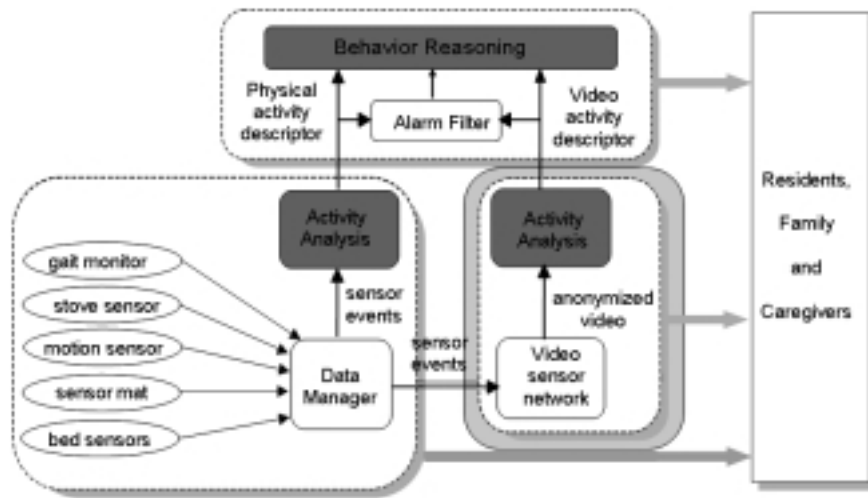 Behavior Reasoning
Physical
activity
descriptor
Alarm Filter
Video
activity
descriptor
Activity
Analysis
Activity
Analysis
gait monitor
stove sensor
motion sensor
sensor mat
bed sensors
sensor
events
Data
Manager
sensor
events
anonymized
video
Video
sensor
network
Residents,
Family
and
Caregivers